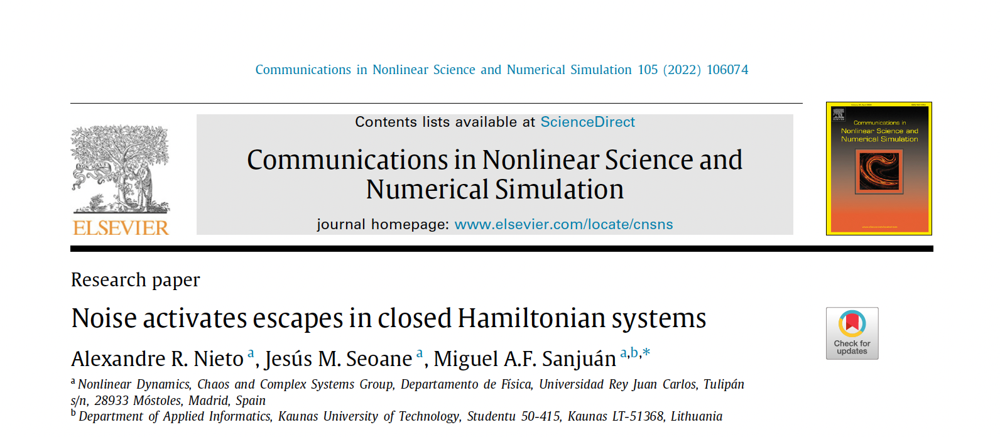 Communications in Nonlinear Science and Numerical Simulation 105 (2022) 106074
Contents lists available at ScienceDirect
Communications in Nonlinear Science and
Numerical Simulation
journal homepage: www.elsevier.com/locate/cnsns
ELSEVIER
Communications in
Nonlinear Science and
Numerical Simulation
Research paper
Noise activates escapes in closed Hamiltonian systems
Check for
updates
Alexandre R. Nieto a, Jesús M. Seoane a, Miguel A.F. Sanjuán a,b,*
a Nonlinear Dynamics, Chaos and Complex Systems Group, Departamento de Física, Universidad Rey Juan Carlos, Tulipán
s/n, 28933 Móstoles, Madrid, Spain
b Department of Applied Informatics, Kaunas University of Technology, Studentu 50-415, Kaunas LT-51368, Lithuania